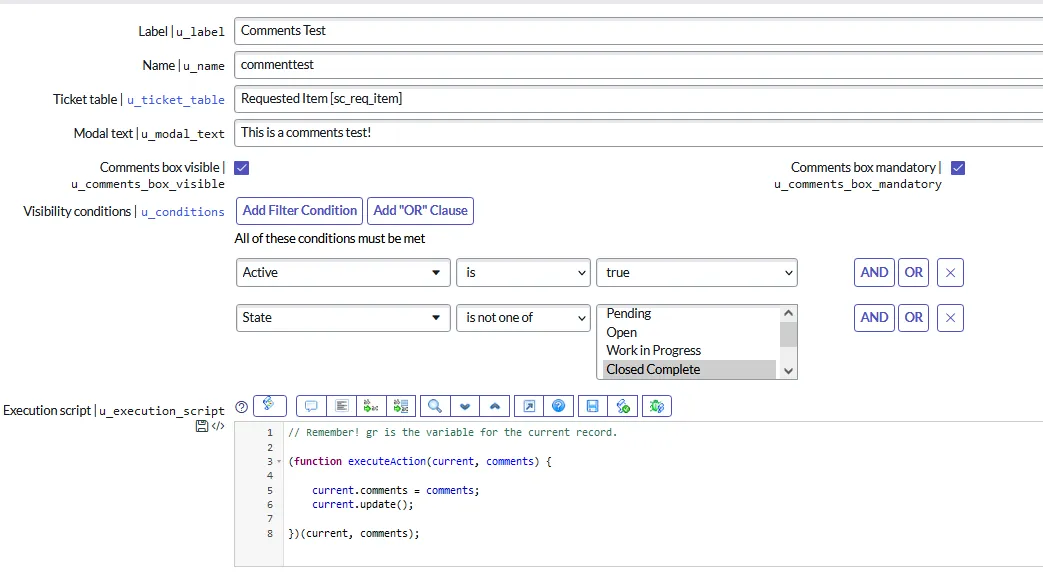 Label | u_label Comments Test
Name | u_name commenttest
Ticket table | u_ticket_table Requested Item [sc_req_item]
Modal text | u_modal_text This is a comments test!
Comments box visible | Comments box mandatory |
u_comments_box_visible u_comments_box_mandatory
Visibility conditions | u_conditions Add Filter Condition Add "OR" Clause
All of these conditions must be met
Active is true AND OR
State is not one of Pending AND OR
Open
Work in Progress
Closed Complete
Execution script | u_execution_script
1 // Remember! gr is the variable for the current record.
2
3 (function executeAction(current, comments) {
4
5 current.comments = comments;
6 current.update();
7
8 })(current, comments);